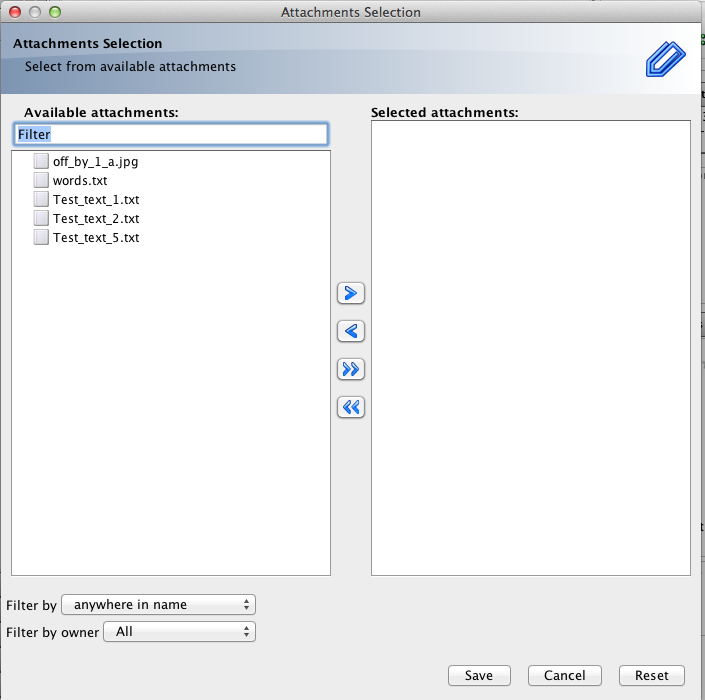 Attachments Selection
Attachments Selection
Select from available attachments
Available attachments:
Selected attachments:
Filter
off_by_1_a.jpg
words.txt
Test_text_1.txt
Test_text_2.txt
Test_text_5.txt
Filter by anywhere in name
Filter by owner All
Save Cancel Reset